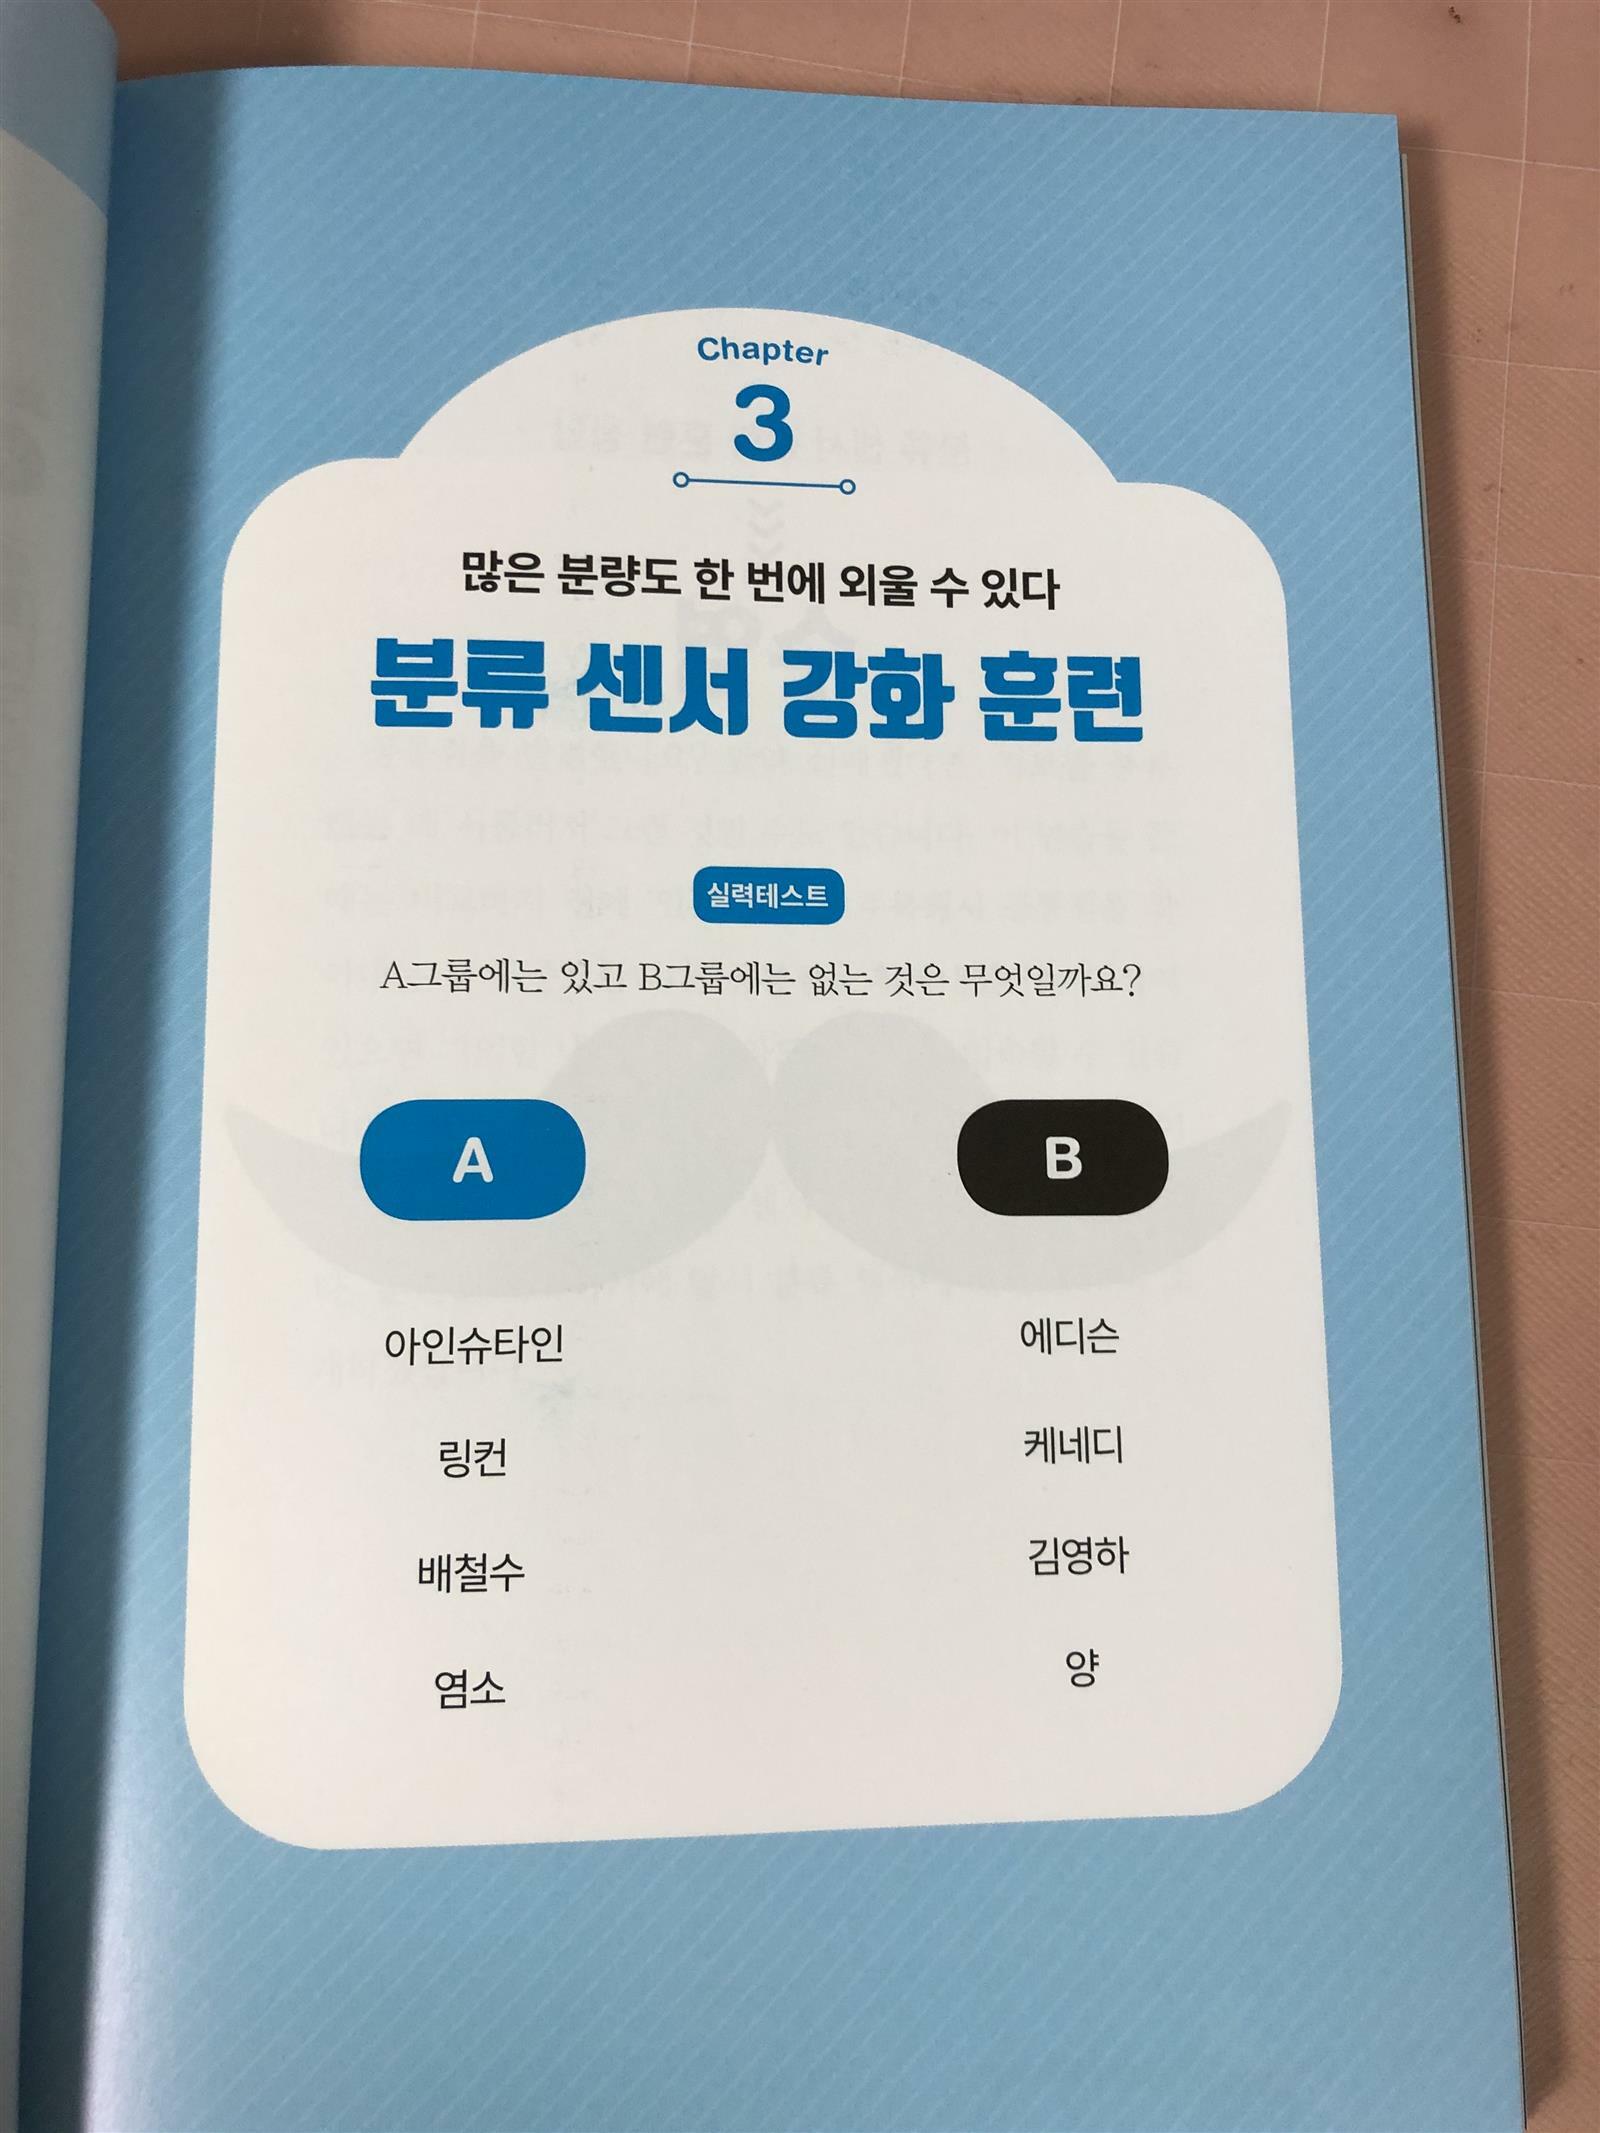 Chapter
3
많은 분량도 한 번에 외울 수 있다
분류 센서 강화 훈련
실력테스트
A그룹에는 있고 B그룹에는 없는 것은 무엇일까요?
A
B
아인슈타인
에디슨
링컨
케네디
배철수
김영하
염소
양